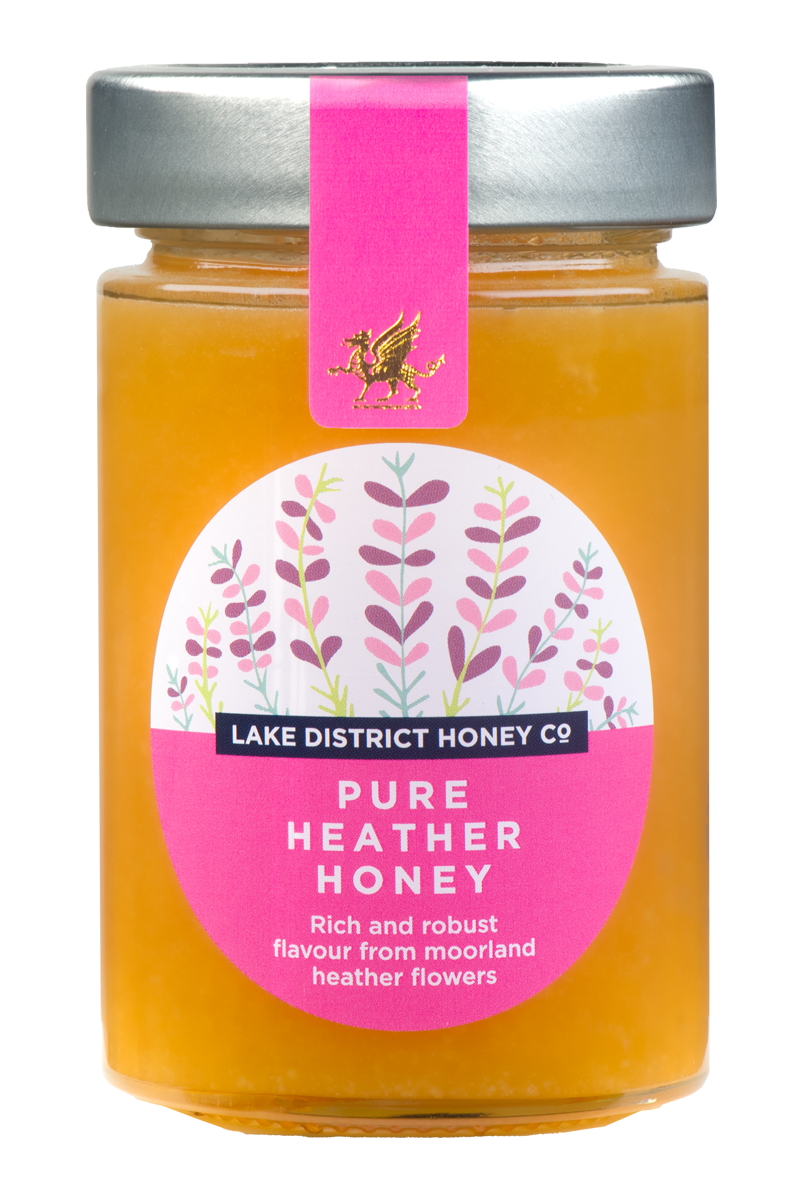 LAKE DISTRICT HONEY Cº
PURE
HEATHER
HONEY
Rich and robust
flavour from moorland
heather flowers